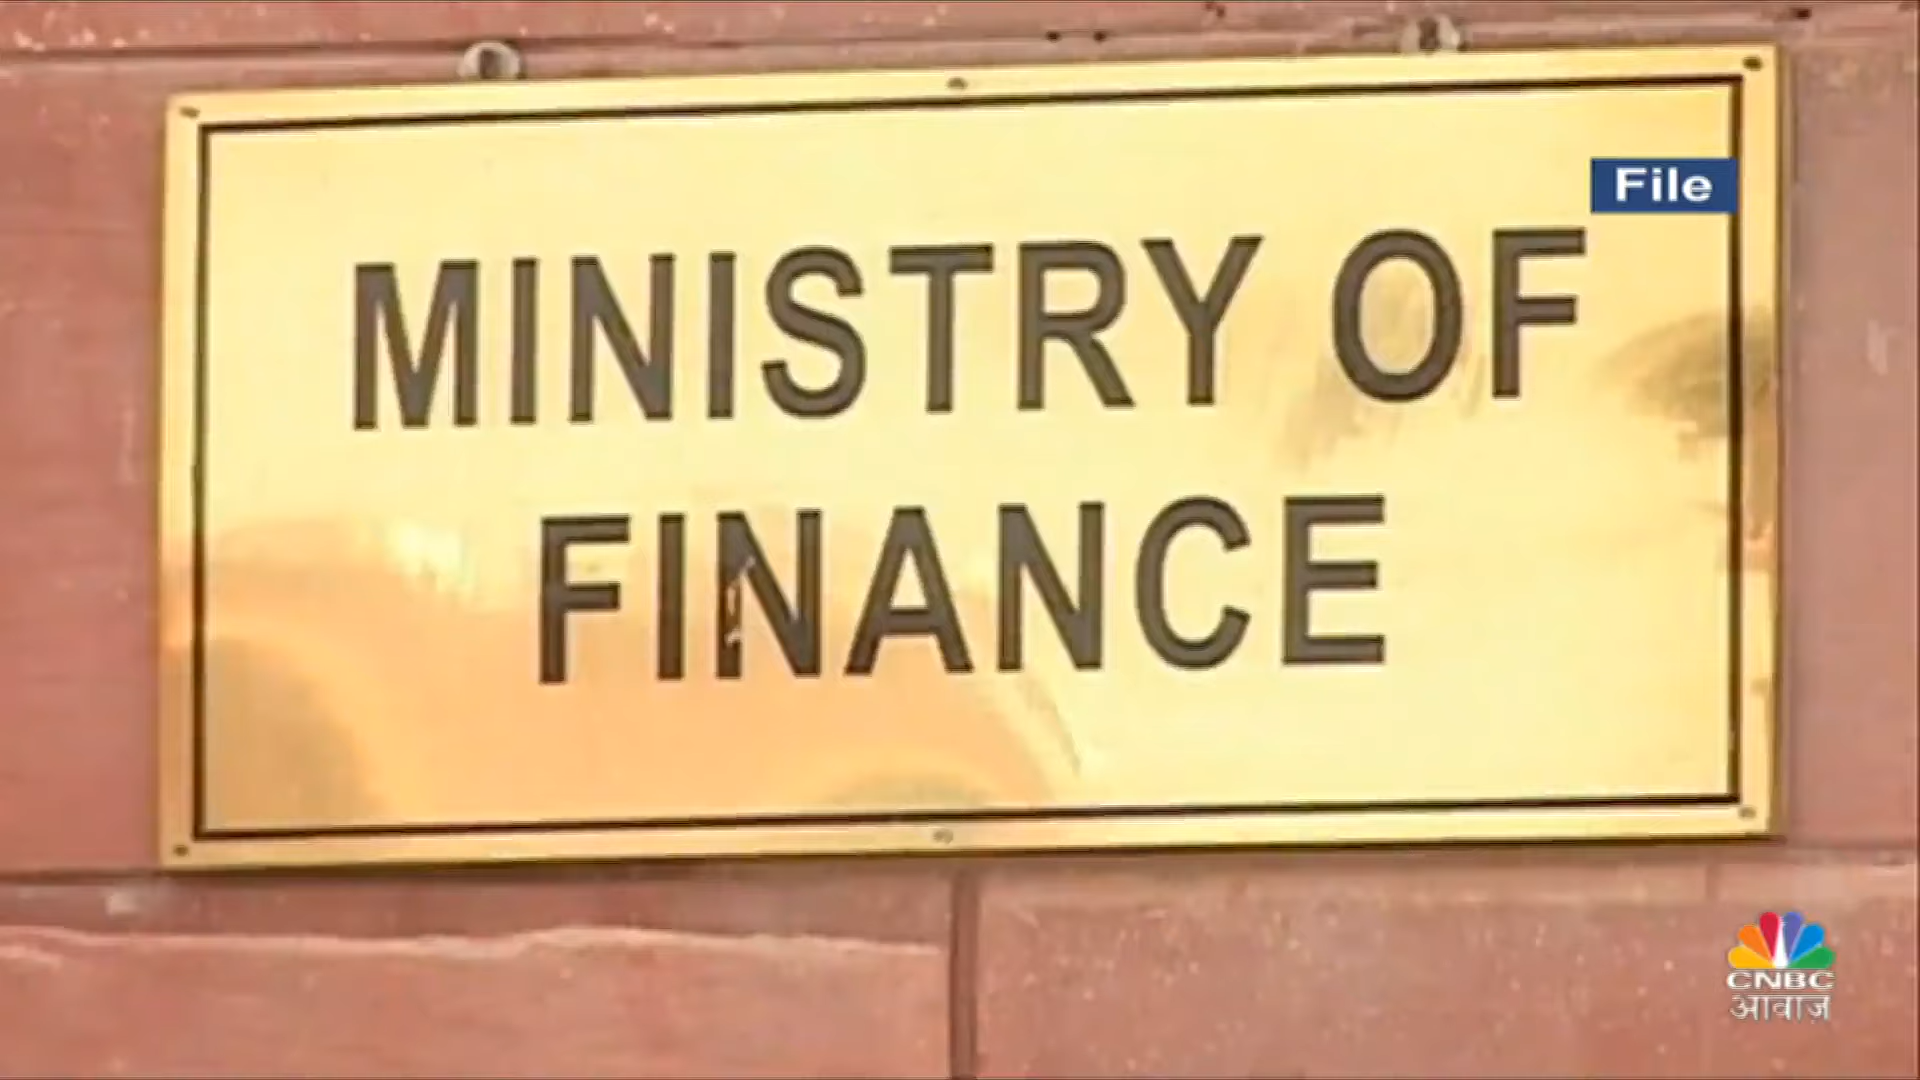 File
MINISTRY OF
FINANCE
CNBC
आवाज़